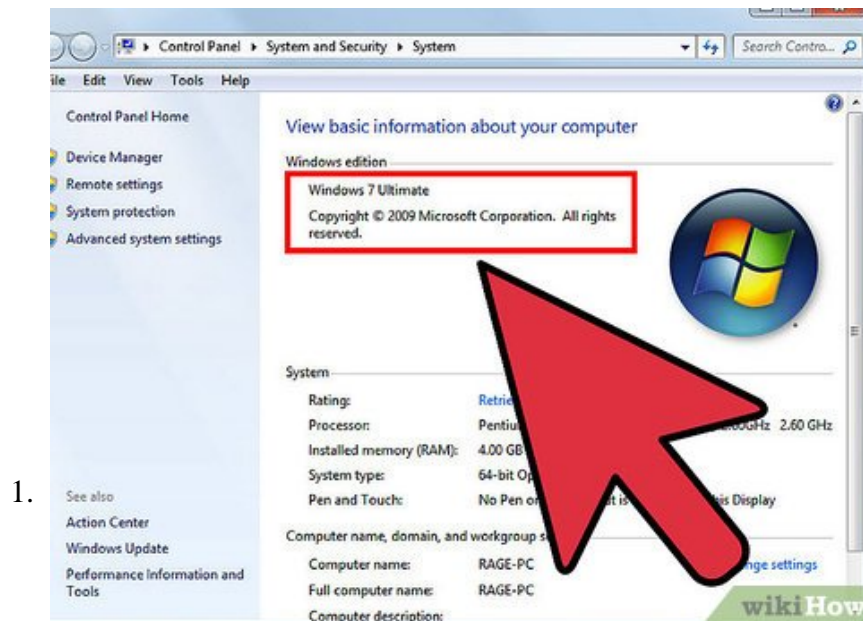 Control Panel System and Security System Search Contro...
File Edit View Tools Help
Control Panel Home
Device Manager
Remote settings
System protection
Advanced system settings
See also
Action Center
Windows Update
Performance Information and
Tools
View basic information about your computer
Windows edition
Windows 7 Ultimate
Copyright © 2009 Microsoft Corporation. All rights
reserved.
System
Rating:
Processor: 2.60 GHz
Installed memory (RAM): 4.00 GB
System type: 64-bit
Pen and Touch: No Pen Display
Computer name, domain, and workgroup
Computer name: RAGE-PC settings
Full computer name: RAGE-PC
Computer description:
1.
wikiHow